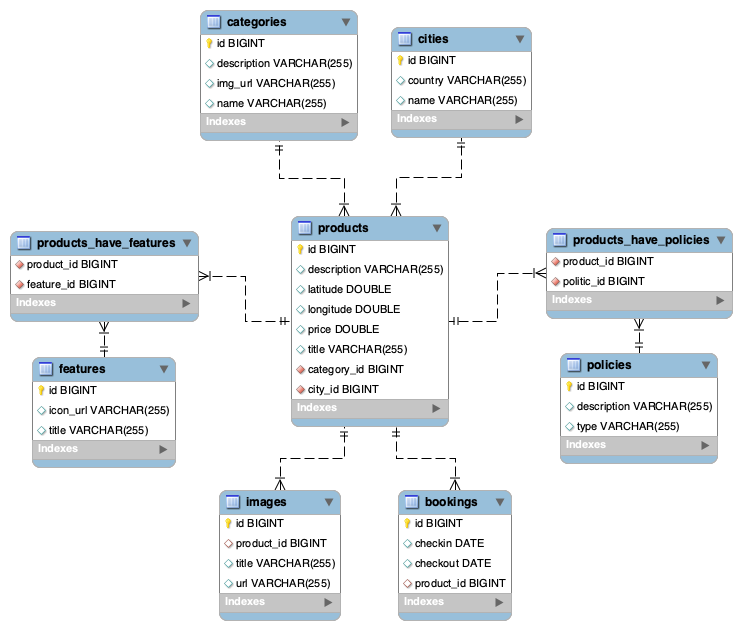 categories
id BIGINT
description VARCHAR(255)
img_url VARCHAR(255)
name VARCHAR(255)
Indexes
cities
id BIGINT
country VARCHAR(255)
name VARCHAR(255)
Indexes
products_have_features
product_id BIGINT
feature_id BIGINT
Indexes
products
id BIGINT
description VARCHAR(255)
latitude DOUBLE
longitude DOUBLE
price DOUBLE
title VARCHAR(255)
category_id BIGINT
city_id BIGINT
Indexes
products_have_policies
product_id BIGINT
politic_id BIGINT
Indexes
features
id BIGINT
icon_url VARCHAR(255)
title VARCHAR(255)
Indexes
policies
id BIGINT
description VARCHAR(255)
type VARCHAR(255)
Indexes
images
id BIGINT
product_id BIGINT
title VARCHAR(255)
url VARCHAR(255)
Indexes
bookings
id BIGINT
checkin DATE
checkout DATE
product_id BIGINT
Indexes